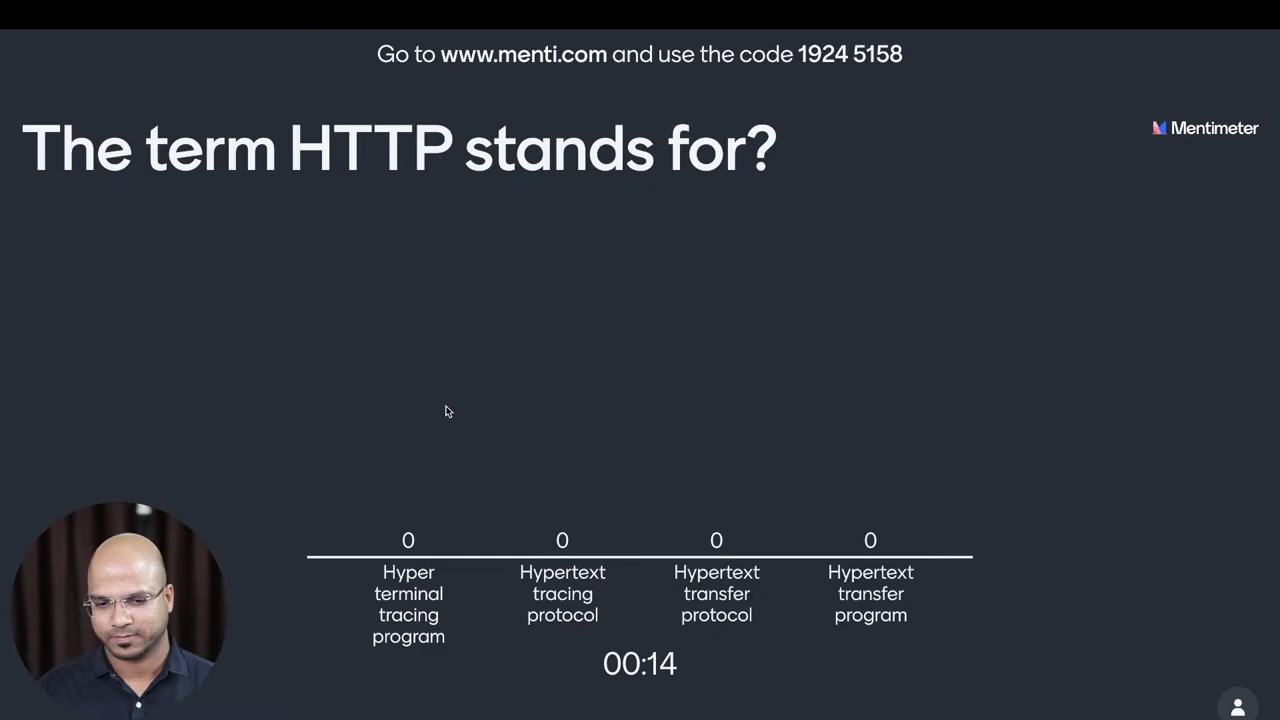 Go to www.menti.com and use the code 1924 5158
The term HTTP stands for?
Mentimeter
0
0
0
0
Hyper
terminal
tracing
program
Hypertext
tracing
protocol
Hypertext
transfer
protocol
Hypertext
transfer
program
00:14